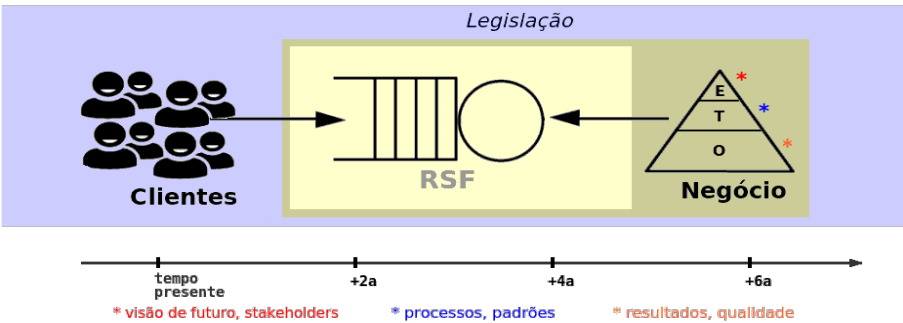 Legislação
E
*
T
*
O
*
RSF
Clientes
Negócio
tempo
presente
+2a
+4a
+6a
* visão de futuro, stakeholders
* processos, padrões
* resultados, qualidade